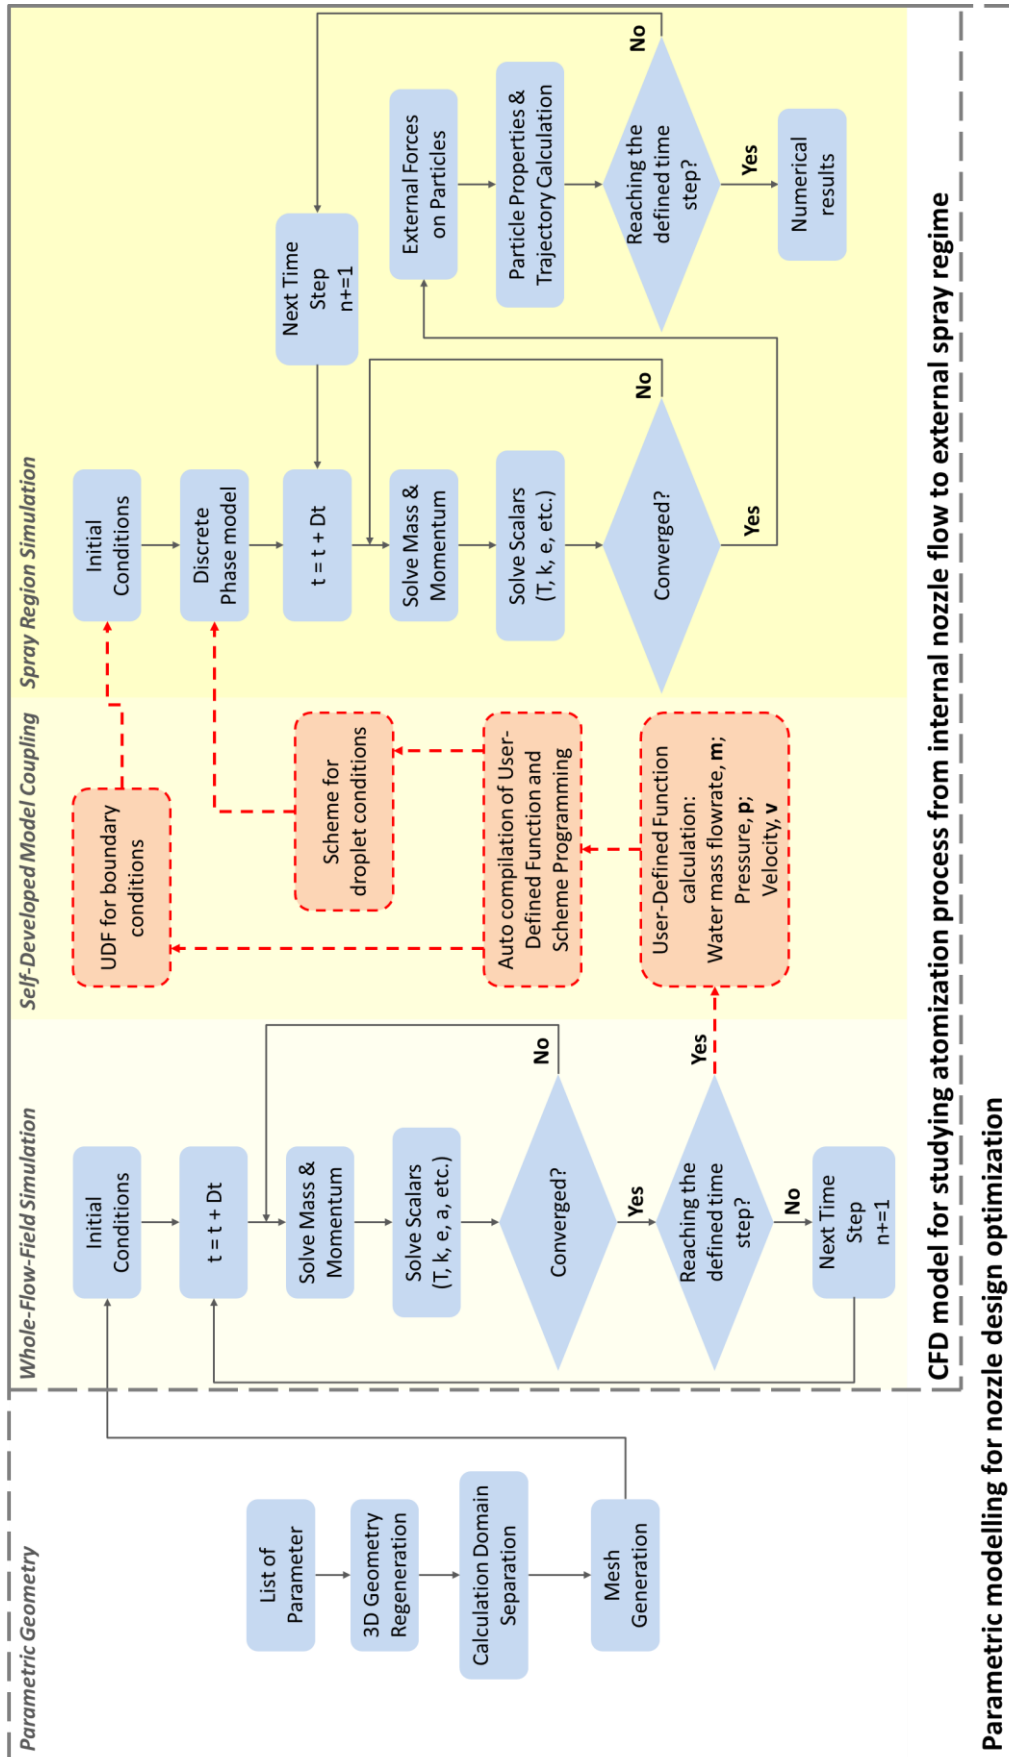 Parametric Geometry
List of
Parameter
3D Geometry
Regeneration
Calculation Domain
Separation
Mesh
Generation
Whole-Flow-Field Simulation
Initial
Conditions
t = t + Dt
Solve Mass &
Momentum
Solve Scalars
(T, k, e, a, etc.)
Converged?
No
Yes
Reaching the
defined time
step?
Yes
No
Next Time
Step
n+=1
Self-Developed Model Coupling
UDF for boundary
conditions
Scheme for
droplet conditions
Auto compilation of User-
Defined Function and
Scheme Programming
User-Defined Function
calculation:
Water mass flowrate, m;
Pressure, p;
Velocity, v
Spray Region Simulation
Initial
Conditions
Discrete
Phase model
t = t + Dt
Solve Mass &
Momentum
Solve Scalars
(T, k, e, etc.)
Converged?
No
Yes
Next Time
Step
n+=1
External Forces
on Particles
Particle Properties &
Trajectory Calculation
Reaching the
defined time
step?
No
Yes
Numerical
results
CFD model for studying atomization process from internal nozzle flow to external spray regime
Parametric modelling for nozzle design optimization